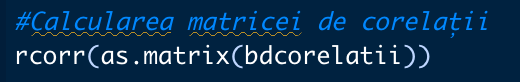 #Calcularea matricei de corelații
rcorr(as.matrix(bdcorelatii))